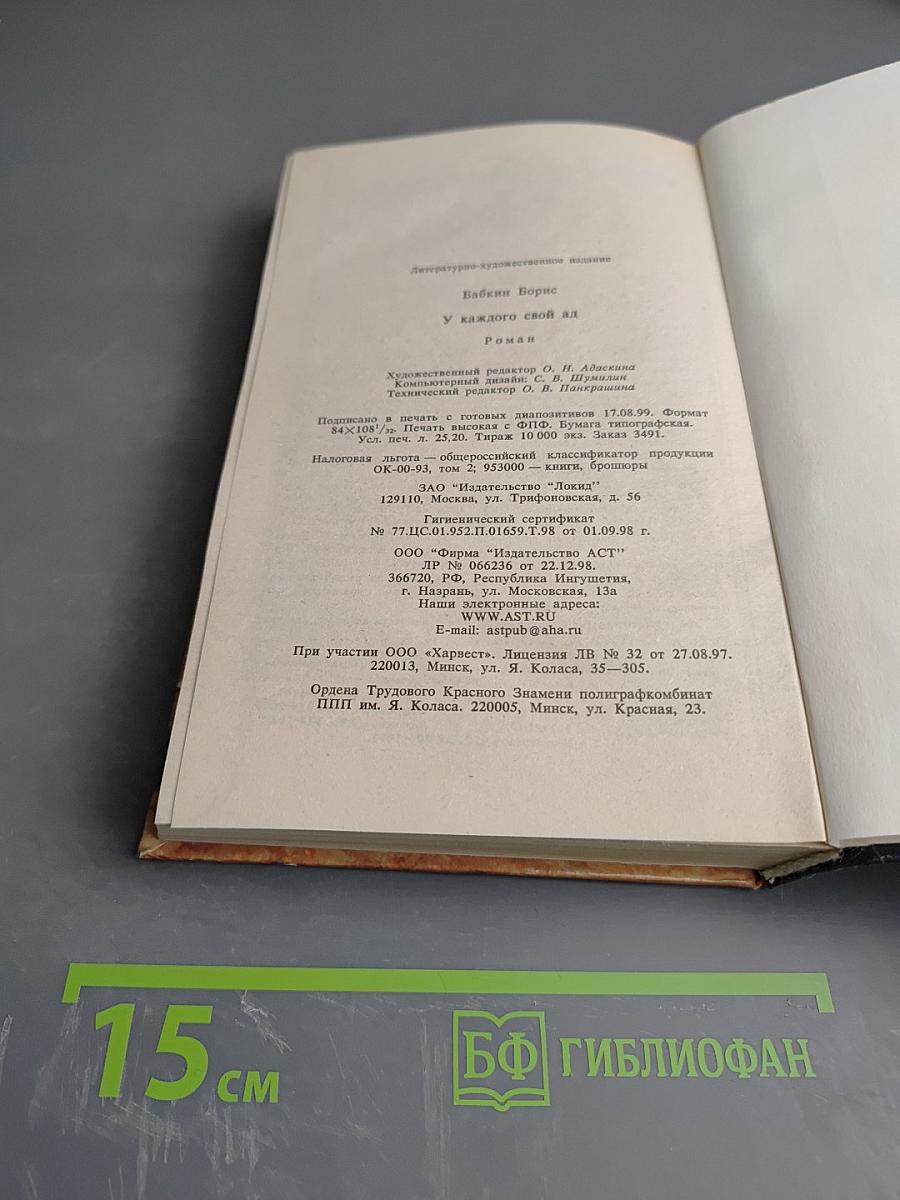 Литературно-художественное издание
Бабкин Борис
У каждого свой ад
Роман
Художественный редактор О. Н. Адаскина
Компьютерный дизайн: С. В. Шумилин
Технический редактор О. В. Панкрашина
Подписано в печать с готовых диапозитивов 17.08.99. Формат
84×108¹/₃₂. Печать высокая с ФПФ. Бумага типографская.
Усл. печ. л. 25,20. Тираж 10 000 экз. Заказ 3491.
Налоговая льгота — общероссийский классификатор продукции
ОК-00-93, том 2; 953000 — книги, брошюры
ЗАО "Издательство "Локид"
129110, Москва, ул. Трифоновская, д. 56
Гигиенический сертификат
№ 77.ЦС.01.952.П.01659.Т.98 от 01.09.98 г.
ООО "Фирма "Издательство АСТ"
ЛР № 066236 от 22.12.98.
366720, РФ, Республика Ингушетия,
г. Назрань, ул. Московская, 13а
Наши электронные адреса:
WWW.AST.RU
E-mail: astpub@aha.ru
При участии ООО «Харвест». Лицензия ЛВ № 32 от 27.08.97.
220013, Минск, ул. Я. Коласа, 35—305.
Ордена Трудового Красного Знамени полиграфкомбинат
ППП им. Я. Коласа. 220005, Минск, ул. Красная, 23.
15 см
БФ ГИБЛИОФАН